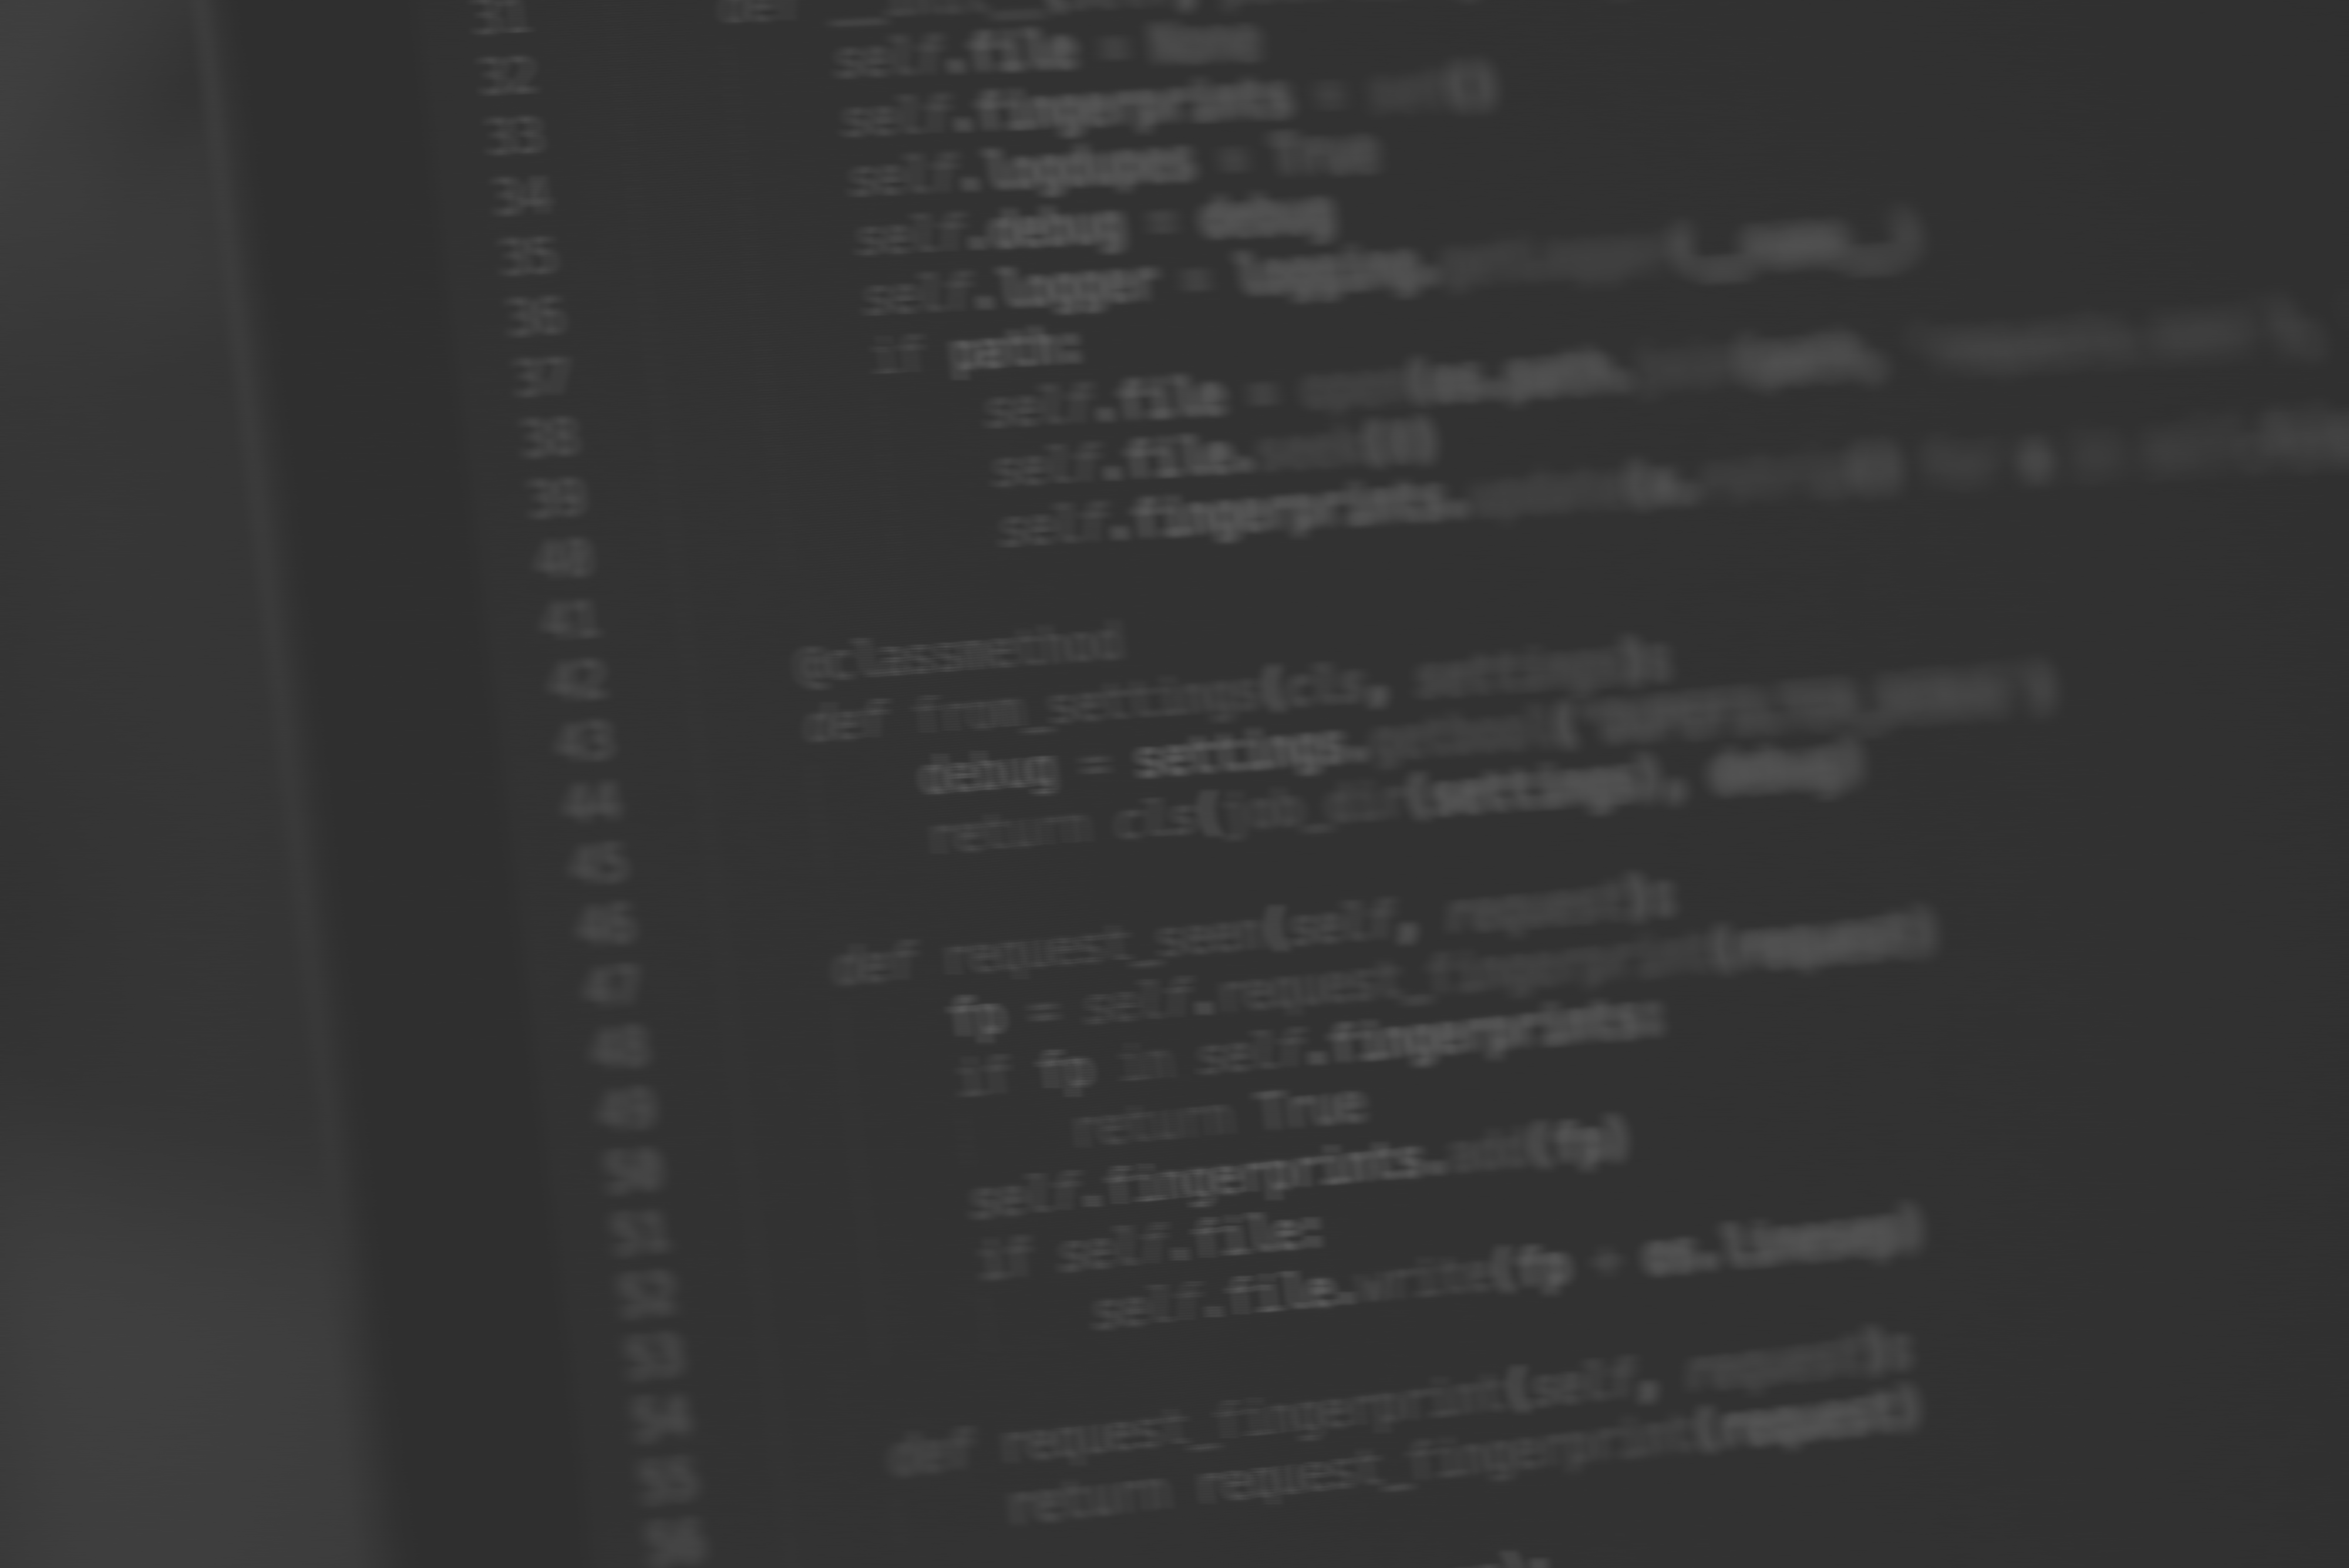 31 def
32 self.file = None
33 self.fingerprints = set()
34 self.logdupes = True
35 self.debug = debug
36 self.logger = logging.getLogger(__name__)
37 if path:
38 self.file = open(os.path.join(path,
39 self.file.seek(0)
40 self.fingerprints.update(x.rstrip() for x in self.file
41
42 @classmethod
43 def from_settings(cls, settings):
44 debug = settings.getbool('DUPEFILTER_DEBUG')
45 return cls(job_dir(settings), debug)
46
47 def request_seen(self, request):
48 fp = self.request_fingerprint(request)
49 if fp in self.fingerprints:
50 return True
51 self.fingerprints.add(fp)
52 if self.file:
53 self.file.write(fp + os.linesep)
54
55 def request_fingerprint(self, request):
56 return request_fingerprint(request)